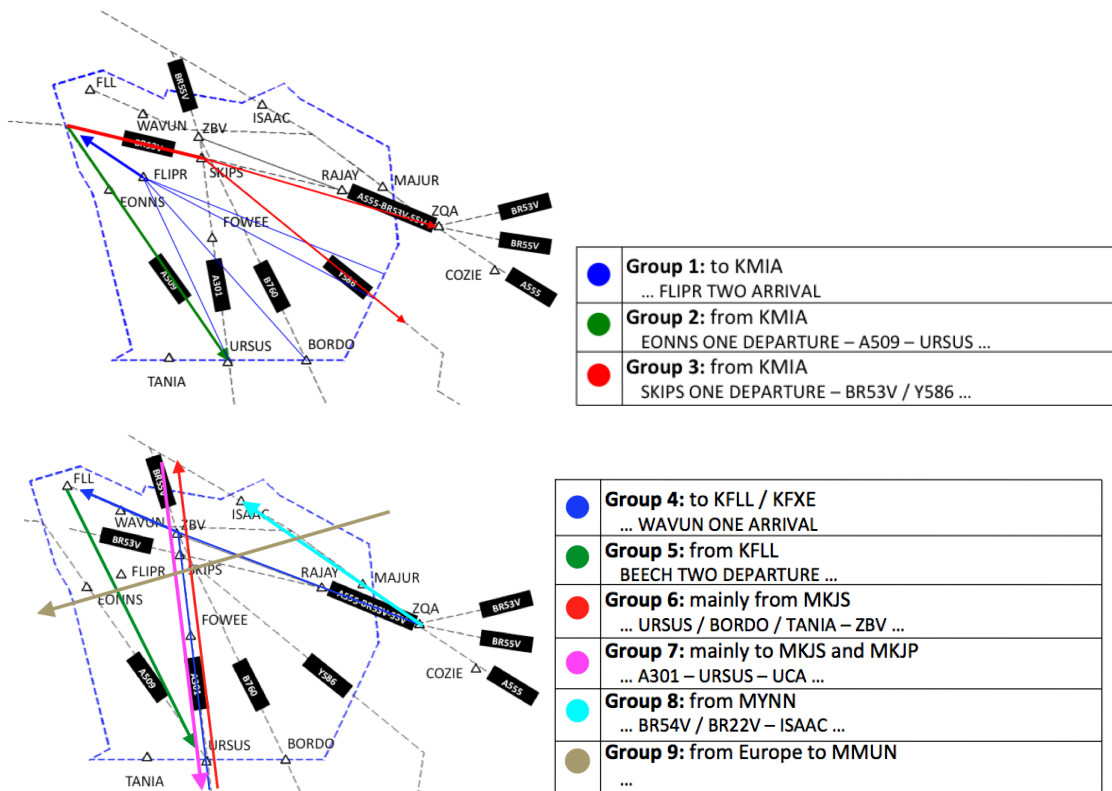 FLL
BR55V
WAVUN
ZBV
ISAAC
BR53V
SKIPS
FLIPR
RAJAY
MAJUR
EONNS
A555-BR53V-55V
ZQA
BR53V
BR55V
FOWEE
COZIE
A555
A509
A301
B760
Y586
URSUS
BORDO
TANIA
Group 1: to KMIA
... FLIPR TWO ARRIVAL
Group 2: from KMIA
EONNS ONE DEPARTURE – A509 – URSUS ...
Group 3: from KMIA
SKIPS ONE DEPARTURE – BR53V / Y586 ...
FLL
BR55V
WAVUN
ZBV
ISAAC
BR53V
SKIPS
FLIPR
RAJAY
MAJUR
EONNS
A555-BR53V-55V
ZQA
BR53V
BR55V
FOWEE
COZIE
A555
A509
A301
B760
Y586
URSUS
BORDO
TANIA
Group 4: to KFLL / KFXE
... WAVUN ONE ARRIVAL
Group 5: from KFLL
BEECH TWO DEPARTURE ...
Group 6: mainly from MKJS
... URSUS / BORDO / TANIA – ZBV ...
Group 7: mainly to MKJS and MKJP
... A301 – URSUS – UCA ...
Group 8: from MYNN
... BR54V / BR22V – ISAAC ...
Group 9: from Europe to MMUN
...